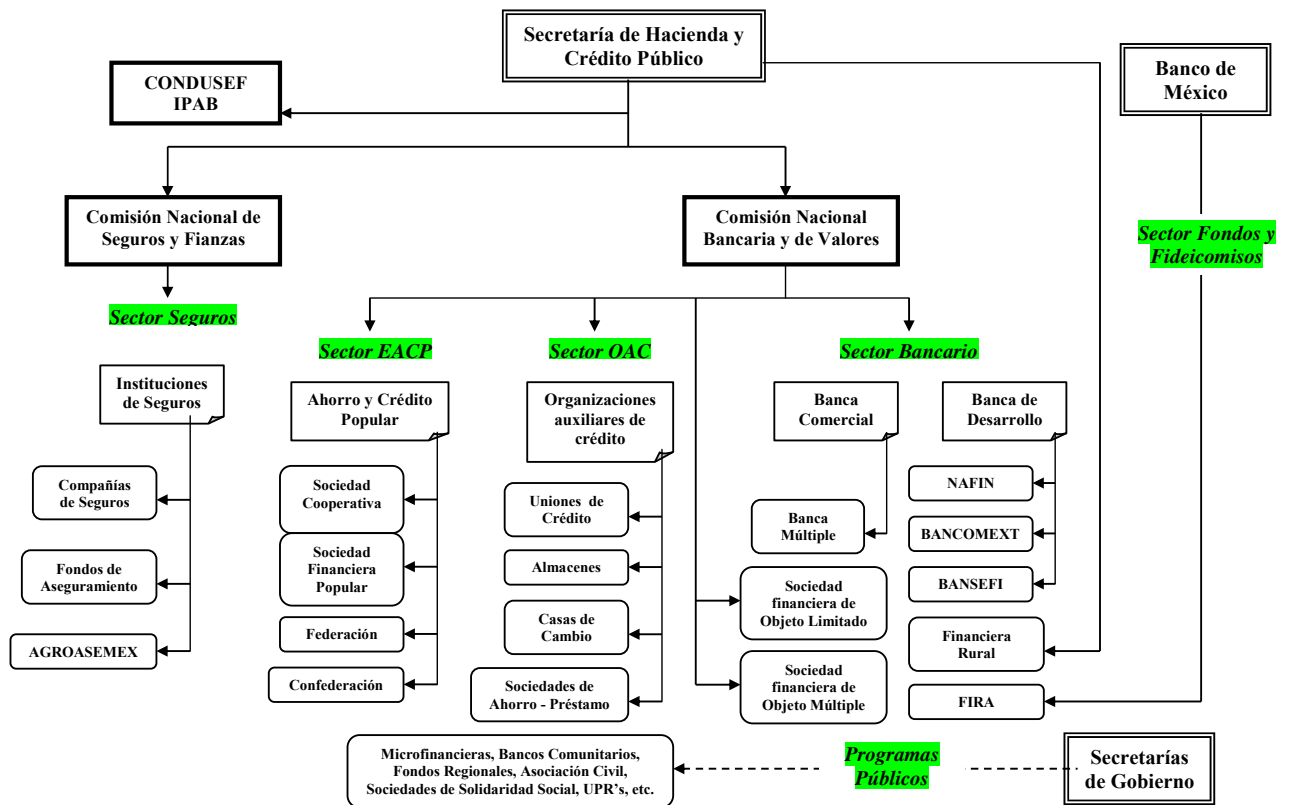 Secretaría de Hacienda y
Crédito Público
Banco de
México
CONDUSEF
IPAB
Comisión Nacional de
Seguros y Fianzas
Comisión Nacional
Bancaria y de Valores
Sector Fondos y
Fideicomisos
Sector Seguros
Sector EACP
Sector OAC
Sector Bancario
Instituciones
de Seguros
Compañías
de Seguros
Fondos de
Aseguramiento
AGROASEMEX
Ahorro y Crédito
Popular
Sociedad
Cooperativa
Sociedad
Financiera
Popular
Federación
Confederación
Organizaciones
auxiliares de
crédito
Uniones de
Crédito
Almacenes
Casas de
Cambio
Sociedades de
Ahorro - Préstamo
Banca
Comercial
Banca
Múltiple
Sociedad
financiera de
Objeto Limitado
Sociedad
financiera de
Objeto Múltiple
Banca de
Desarrollo
NAFIN
BANCOMEXT
BANSEFI
Financiera
Rural
FIRA
Microfinancieras, Bancos Comunitarios,
Fondos Regionales, Asociación Civil,
Sociedades de Solidaridad Social, UPR's, etc.
Programas
Públicos
Secretarías
de Gobierno